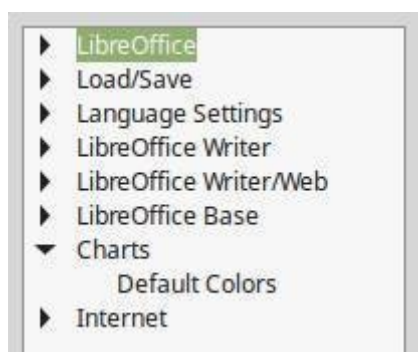 LibreOffice
Load/Save
Language Settings
LibreOffice Writer
LibreOffice Writer/Web
LibreOffice Base
Charts
Default Colors
Internet